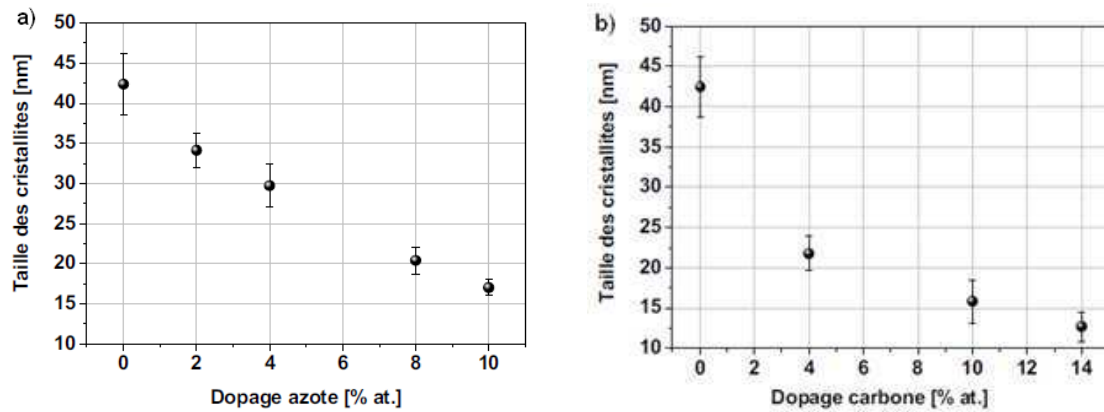 a)
Taille des cristallites [nm]
50
45
40
35
30
25
20
15
10
0 2 4 6 8 10
Dopage azote [% at.]
b)
Taille des cristallites [nm]
50
45
40
35
30
25
20
15
10
0 2 4 6 8 10 12 14
Dopage carbone [% at.]